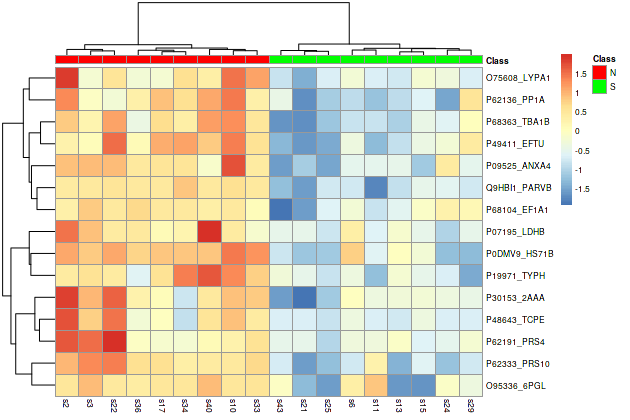 Class
Class
N
S
1.5
1
0.5
0
-0.5
-1
-1.5
O75608_LYPA1
P62136_PP1A
P68363_TBA1B
P49411_EFTU
P09525_ANXA4
Q9HBI1_PARVB
P68104_EF1A1
P07195_LDHB
P0DMV9_HS71B
P19971_TYPH
P30153_2AAA
P48643_TCPE
P62191_PRS4
P62333_PRS10
O95336_6PGL
s2 s3 s22 s36 s17 s34 s40 s10 s33 s43 s21 s25 s6 s11 s13 s15 s24 s29